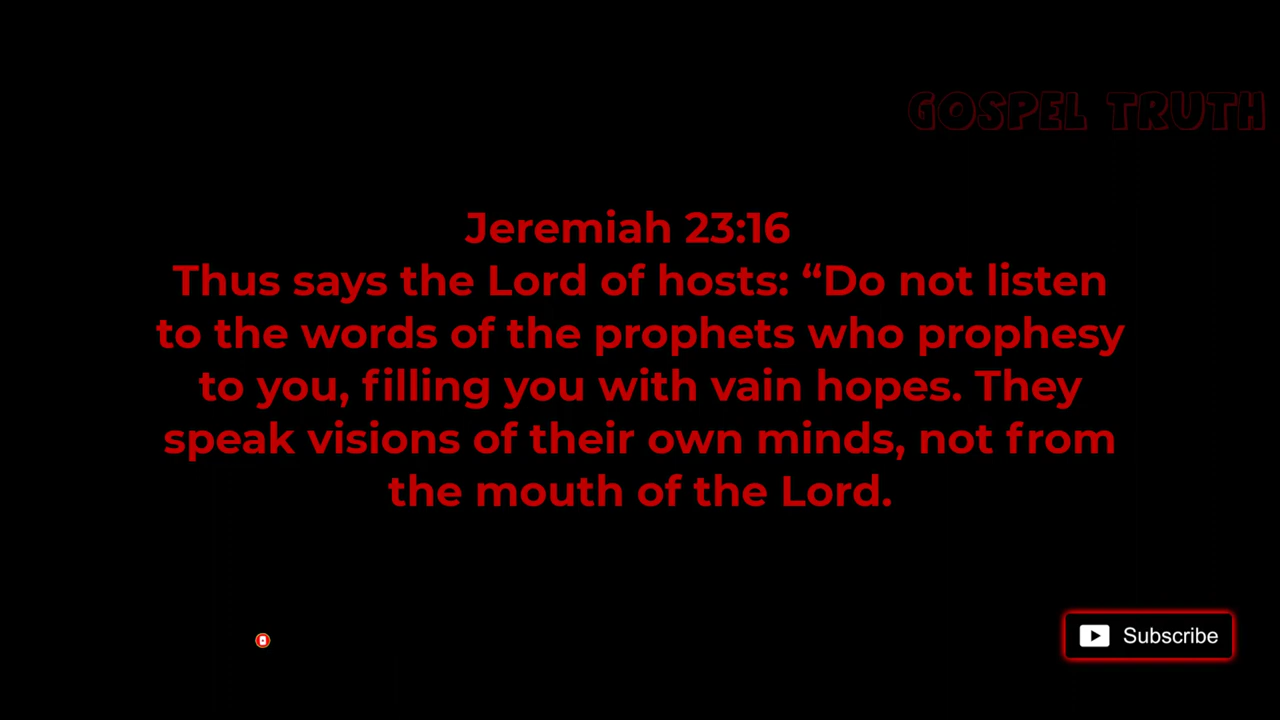 GOSPEL TRUTH
Jeremiah 23:16
Thus says the Lord of hosts: “Do not listen
to the words of the prophets who prophesy
to you, filling you with vain hopes. They
speak visions of their own minds, not from
the mouth of the Lord.
Subscribe